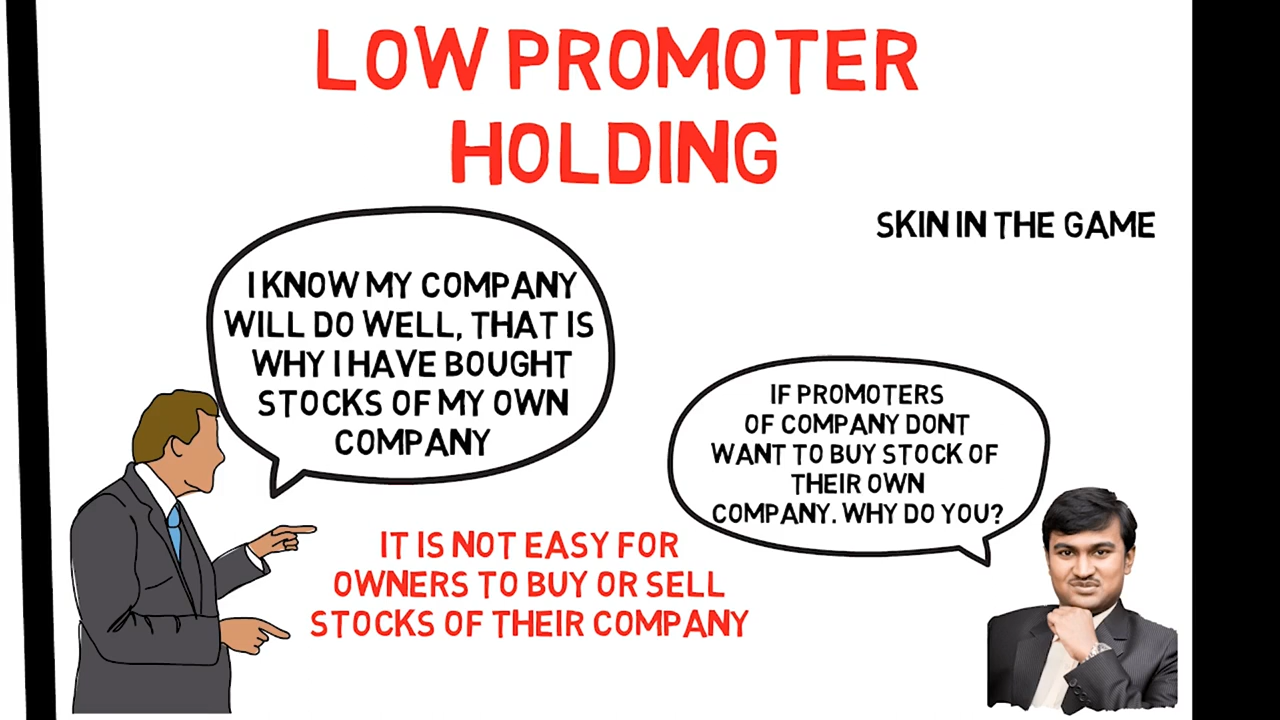 LOW PROMOTER
HOLDING
SKIN IN THE GAME
I KNOW MY COMPANY
WILL DO WELL, THAT IS
WHY I HAVE BOUGHT
STOCKS OF MY OWN
COMPANY
IF PROMOTERS
OF COMPANY DONT
WANT TO BUY STOCK OF
THEIR OWN
COMPANY. WHY DO YOU?
IT IS NOT EASY FOR
OWNERS TO BUY OR SELL
STOCKS OF THEIR COMPANY